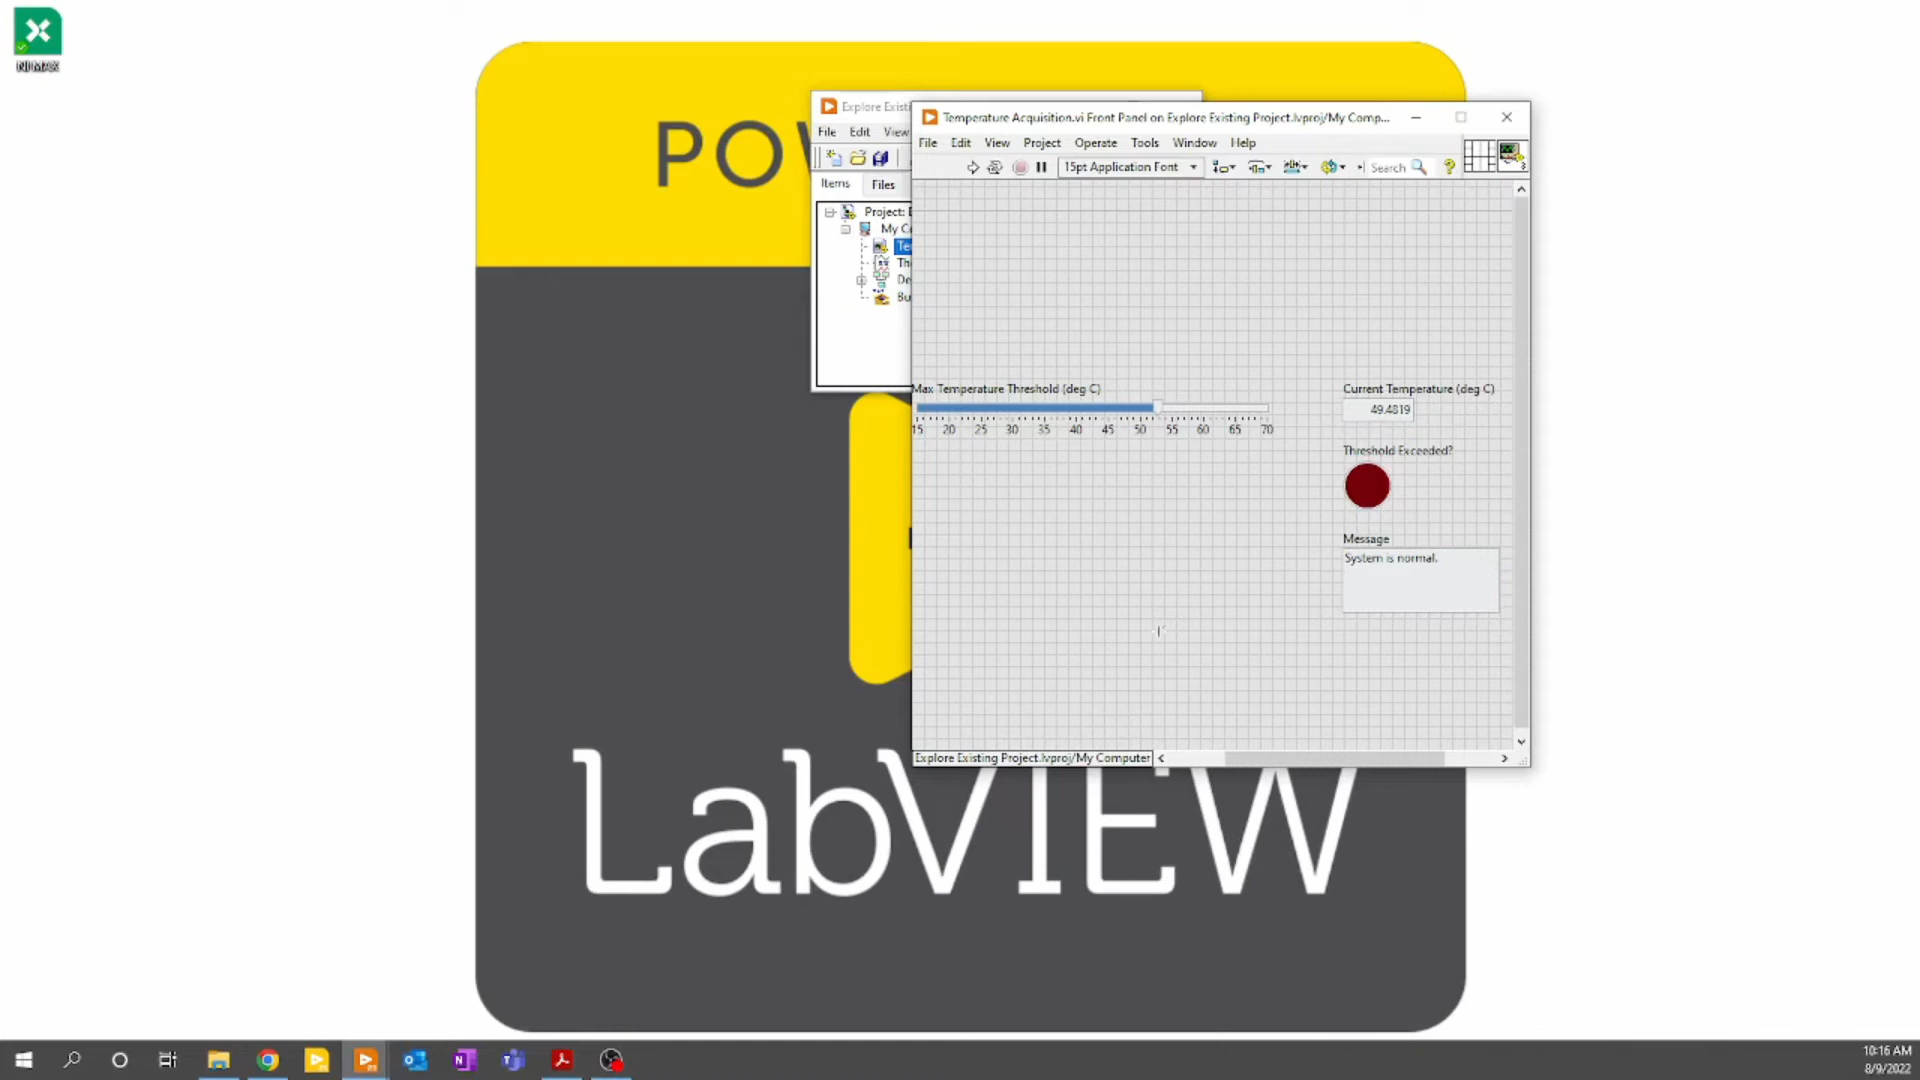 NI MAX
POW
Explore Existi
File Edit View
Items Files
Project: E
My Co
Te
Th
De
Bu
Temperature Acquisition.vi Front Panel on Explore Existing Project.lvproj/My Comp...
File Edit View Project Operate Tools Window Help
15pt Application Font
Search
Max Temperature Threshold (deg C)
15 20 25 30 35 40 45 50 55 60 65 70
Current Temperature (deg C)
49.4819
Threshold Exceeded?
Message
System is normal.
Explore Existing Project.lvproj/My Computer
LabVIEW
10:16 AM
8/9/2022